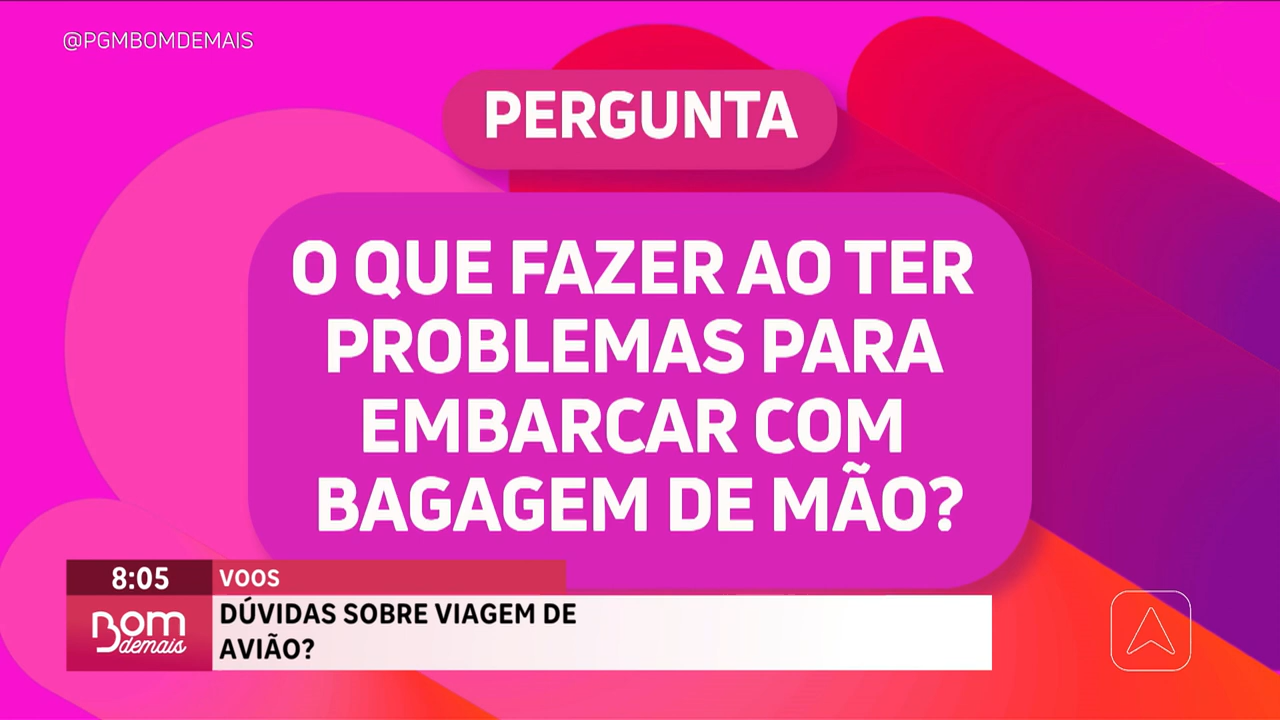 @PGMBOMDEMAIS
PERGUNTA
O QUE FAZER AO TER
PROBLEMAS PARA
EMBARCAR COM
BAGAGEM DE MÃO?
8:05
VOOS
Bom
demais
DÚVIDAS SOBRE VIAGEM DE
AVIÃO?